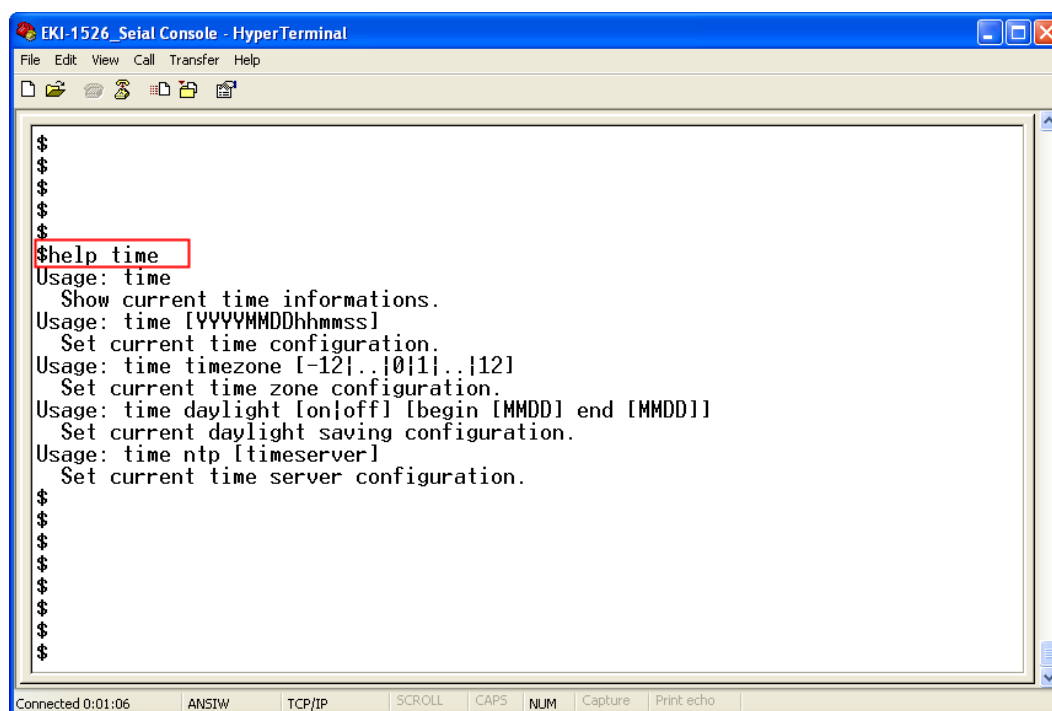 EKI-1526_Seial Console - HyperTerminal
File Edit View Call Transfer Help
$
$
$
$
$
$help time
Usage: time
Show current time informations.
Usage: time [YYYYMMDDhhmmss]
Set current time configuration.
Usage: time timezone [-12|..|0|1|..|12]
Set current time zone configuration.
Usage: time daylight [on|off] [begin [MMDD] end [MMDD]]
Set current daylight saving configuration.
Usage: time ntp [timeserver]
Set current time server configuration.
$
$
$
$
$
$
$
$
Connected 0:01:06 ANSIW TCP/IP SCROLL CAPS NUM Capture Print echo